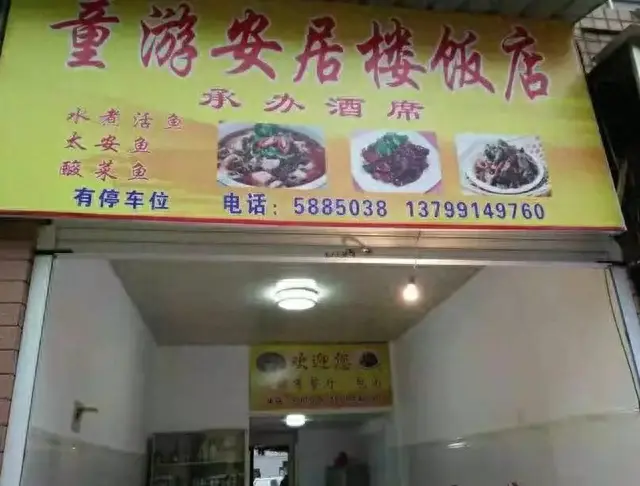 童游安居楼饭店
承办酒席
水煮活鱼
太安鱼
酸菜鱼
有停车位 电话：5885038 13799149760
欢迎您